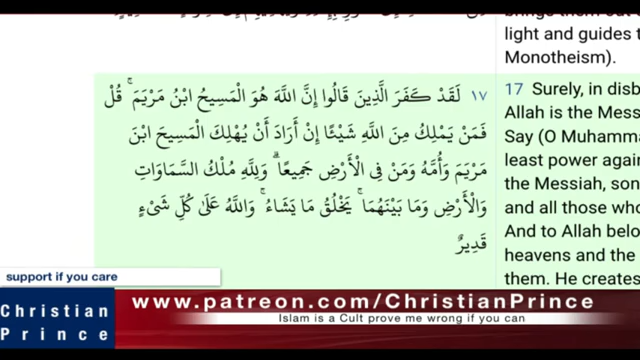 light and guides t
Monotheism).
١٧ لَقَدْ كَفَرَ الَّذِينَ قَالُوا إِنَّ اللَّهَ هُوَ الْمَسِيحُ ابْنُ مَرْيَمَ ۚ قُلْ
فَمَنْ يَمْلِكُ مِنَ اللَّهِ شَيْئًا إِنْ أَرَادَ أَنْ يُهْلِكَ الْمَسِيحَ ابْنَ
مَرْيَمَ وَأُمَّهُ وَمَنْ فِي الْأَرْضِ جَمِيعًا ۗ وَلِلَّهِ مُلْكُ السَّمَاوَاتِ
وَالْأَرْضِ وَمَا بَيْنَهُمَا ۚ يَخْلُقُ مَا يَشَاءُ ۚ وَاللَّهُ عَلَىٰ كُلِّ شَيْءٍ
قَدِيرٌ
17 Surely, in disb
Allah is the Messi
Say (O Muhamma
least power again
the Messiah, son
and all those who
And to Allah belo
heavens and the
them. He creates
support if you care
Christian
Prince
www.patreon.com/ChristianPrince
Islam is a Cult prove me wrong if you can